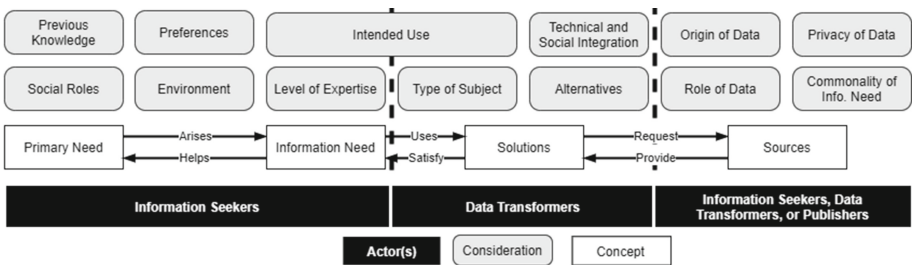 Previous
Knowledge
Preferences
Intended Use
Technical and
Social Integration
Origin of Data
Privacy of Data
Social Roles
Environment
Level of Expertise
Type of Subject
Alternatives
Role of Data
Commonality of
Info. Need
Primary Need
Arises
Helps
Information Need
Uses
Satisfy
Solutions
Request
Provide
Sources
Information Seekers
Data Transformers
Information Seekers, Data
Transformers, or Publishers
Actor(s)
Consideration
Concept